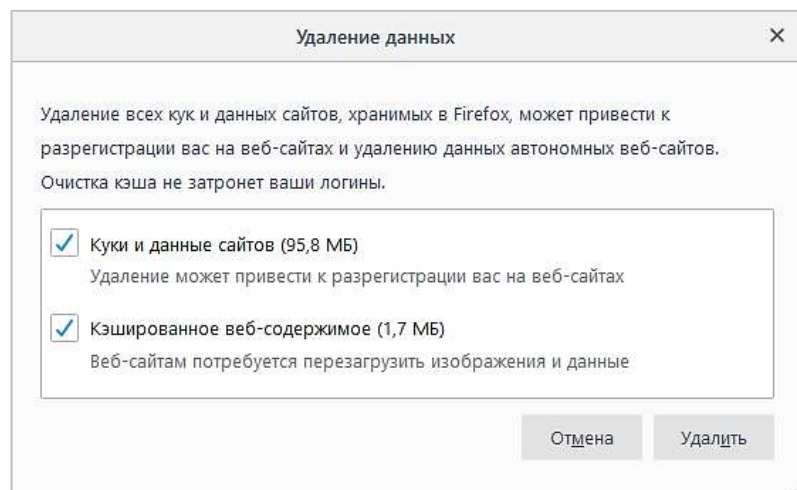 Удаление данных
Удаление всех кук и данных сайтов, хранимых в Firefox, может привести к
разрегистрации вас на веб-сайтах и удалению данных автономных веб-сайтов.
Очистка кэша не затронет ваши логины.
Куки и данные сайтов (95,8 МБ)
Удаление может привести к разрегистрации вас на веб-сайтах
Кэшированное веб-содержимое (1,7 МБ)
Веб-сайтам потребуется перезагрузить изображения и данные
Отмена Удалить